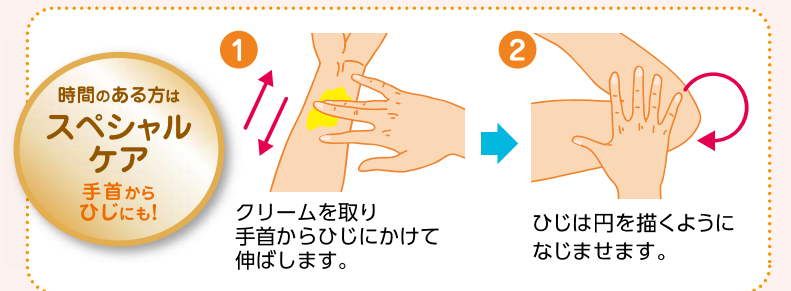 時間のある方は
スペシャル
ケア
手首から
ひじにも!
1
クリームを取り
手首からひじにかけて
伸ばします。
2
ひじは円を描くように
なじませます。